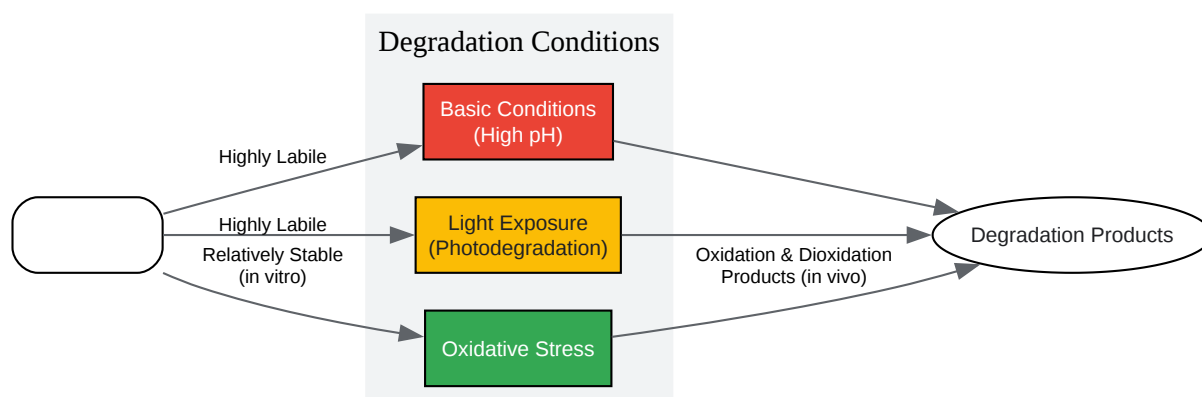 Degradation Conditions
Basic Conditions
(High pH)
Highly Labile
Highly Labile
Light Exposure
(Photodegradation)
Relatively Stable
(in vitro)
Oxidation & Dioxidation
Products (in vivo)
Degradation Products
Oxidative Stress